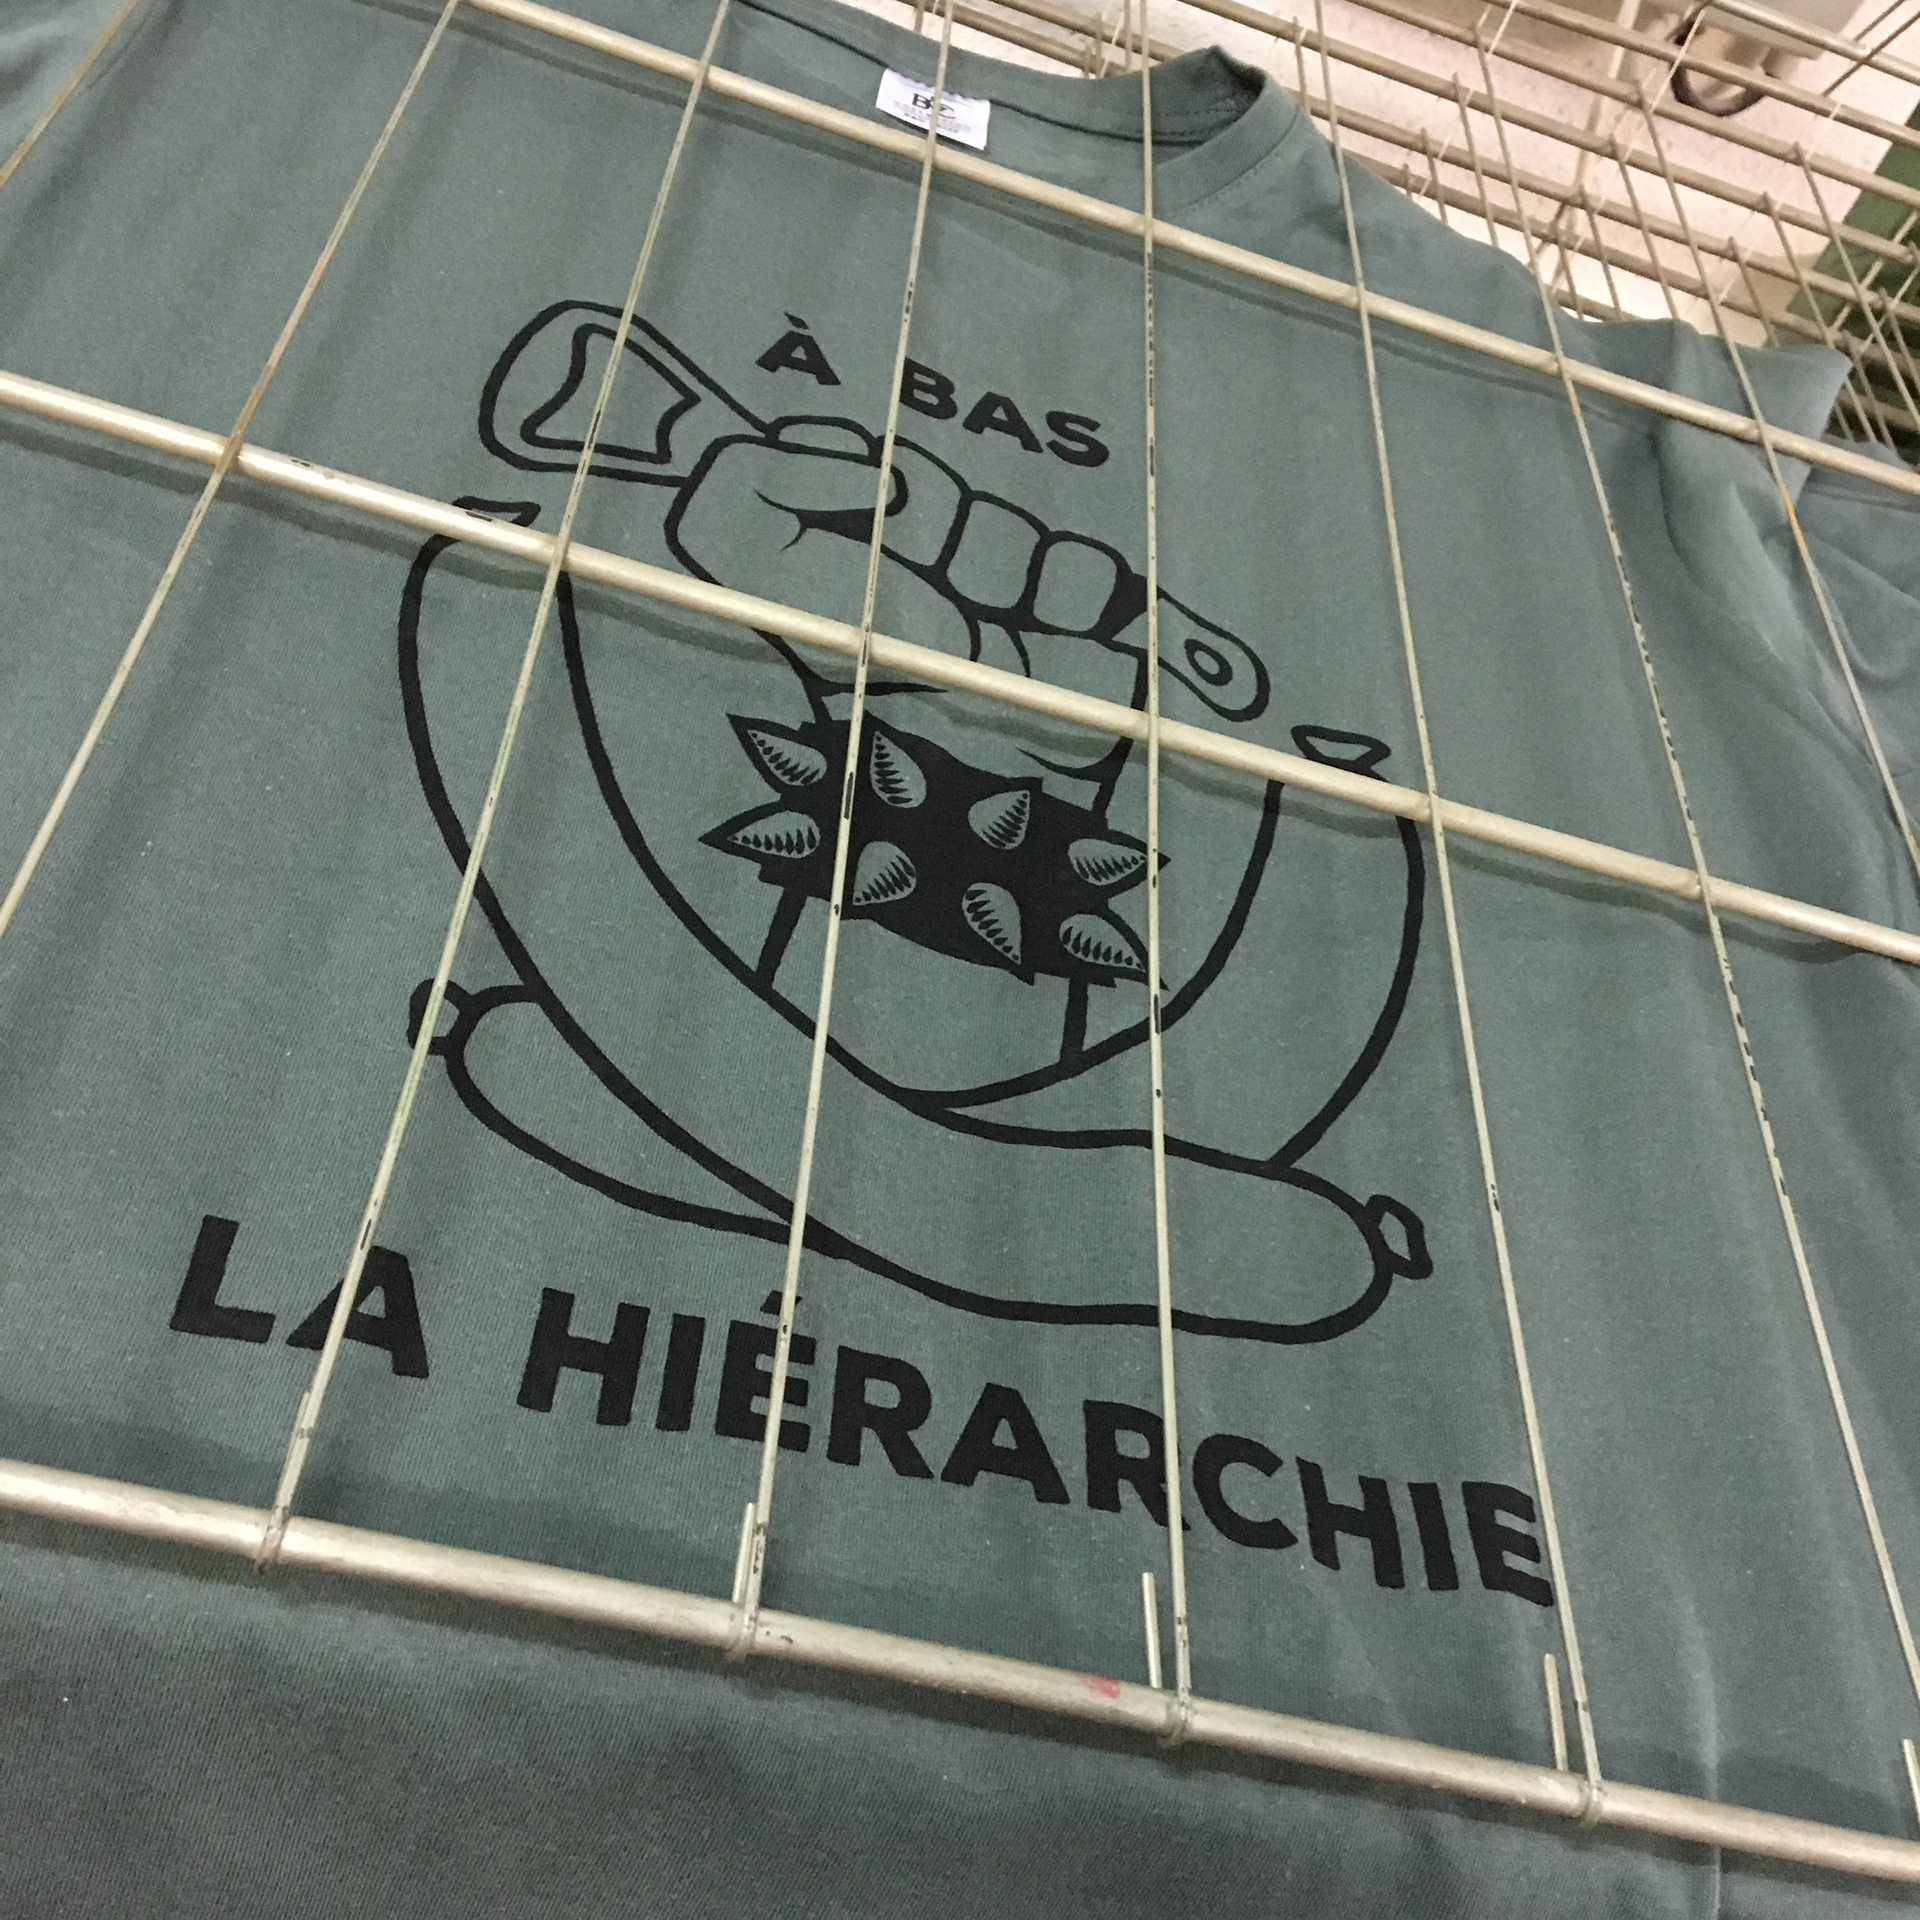 À BAS
LA HIÉRARCHIE